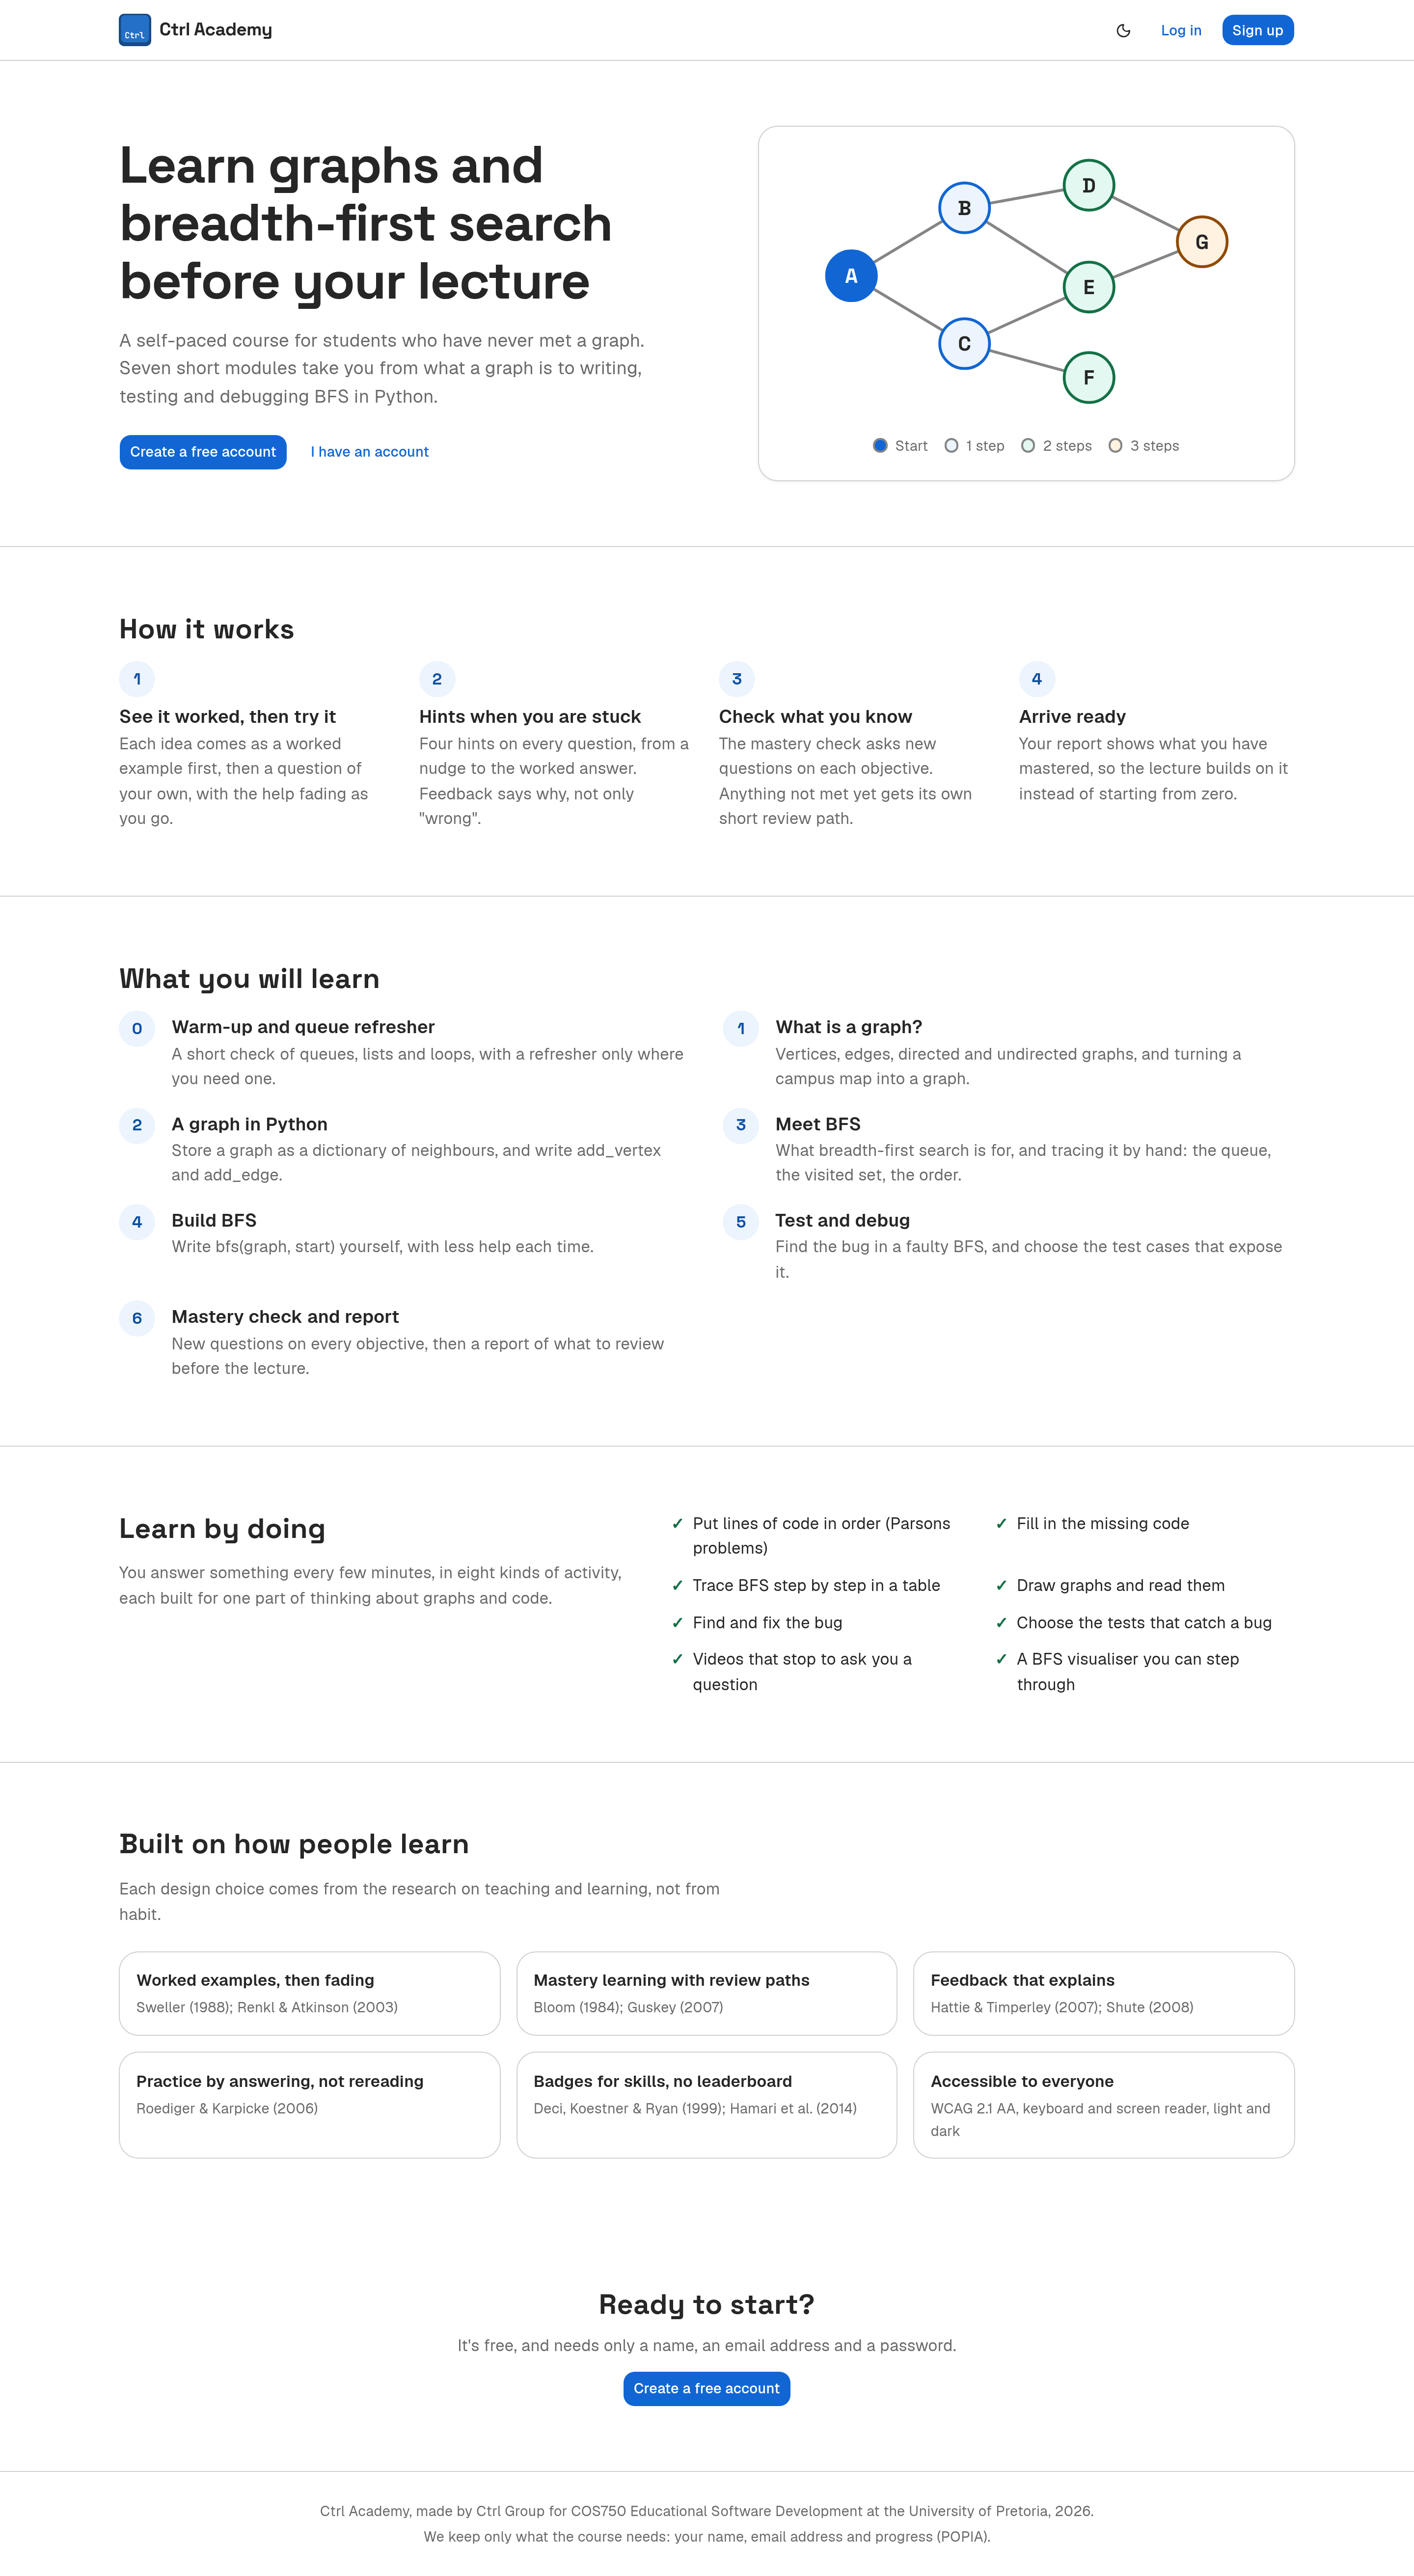 Ctrl
Ctrl Academy
Log in
Sign up
Learn graphs and
breadth-first search
before your lecture
A self-paced course for students who have never met a graph.
Seven short modules take you from what a graph is to writing,
testing and debugging BFS in Python.
Create a free account
I have an account
A
B
C
D
E
F
G
Start
1 step
2 steps
3 steps
How it works
1
See it worked, then try it
Each idea comes as a worked
example first, then a question of
your own, with the help fading as
you go.
2
Hints when you are stuck
Four hints on every question, from a
nudge to the worked answer.
Feedback says why, not only
"wrong".
3
Check what you know
The mastery check asks new
questions on each objective.
Anything not met yet gets its own
short review path.
4
Arrive ready
Your report shows what you have
mastered, so the lecture builds on it
instead of starting from zero.
What you will learn
0
Warm-up and queue refresher
A short check of queues, lists and loops, with a refresher only where
you need one.
1
What is a graph?
Vertices, edges, directed and undirected graphs, and turning a
campus map into a graph.
2
A graph in Python
Store a graph as a dictionary of neighbours, and write add_vertex
and add_edge.
3
Meet BFS
What breadth-first search is for, and tracing it by hand: the queue,
the visited set, the order.
4
Build BFS
Write bfs(graph, start) yourself, with less help each time.
5
Test and debug
Find the bug in a faulty BFS, and choose the test cases that expose
it.
6
Mastery check and report
New questions on every objective, then a report of what to review
before the lecture.
Learn by doing
You answer something every few minutes, in eight kinds of activity,
each built for one part of thinking about graphs and code.
✓ Put lines of code in order (Parsons
problems)
✓ Fill in the missing code
✓ Trace BFS step by step in a table
✓ Draw graphs and read them
✓ Find and fix the bug
✓ Choose the tests that catch a bug
✓ Videos that stop to ask you a
question
✓ A BFS visualiser you can step
through
Built on how people learn
Each design choice comes from the research on teaching and learning, not from
habit.
Worked examples, then fading
Sweller (1988); Renkl & Atkinson (2003)
Mastery learning with review paths
Bloom (1984); Guskey (2007)
Feedback that explains
Hattie & Timperley (2007); Shute (2008)
Practice by answering, not rereading
Roediger & Karpicke (2006)
Badges for skills, no leaderboard
Deci, Koestner & Ryan (1999); Hamari et al. (2014)
Accessible to everyone
WCAG 2.1 AA, keyboard and screen reader, light and
dark
Ready to start?
It's free, and needs only a name, an email address and a password.
Create a free account
Ctrl Academy, made by Ctrl Group for COS750 Educational Software Development at the University of Pretoria, 2026.
We keep only what the course needs: your name, email address and progress (POPIA).